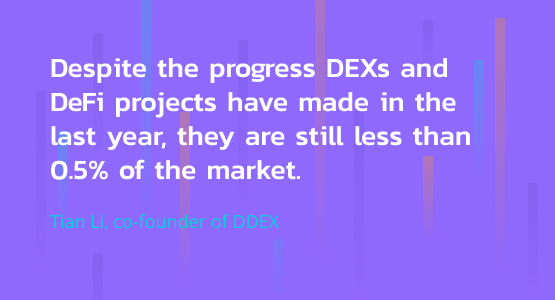 Despite the progress DEXs and
DeFi projects have made in the
last year, they are still less than
0.5% of the market.
Tian Li, co-founder of DDEX